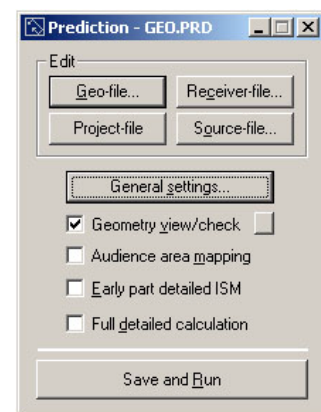 Prediction - GEO.PRD
Edit
Geo-file...
Receiver-file...
Project-file
Source-file...
General settings...
Geometry view/check
Audience area mapping
Early part detailed ISM
Full detailed calculation
Save and Run